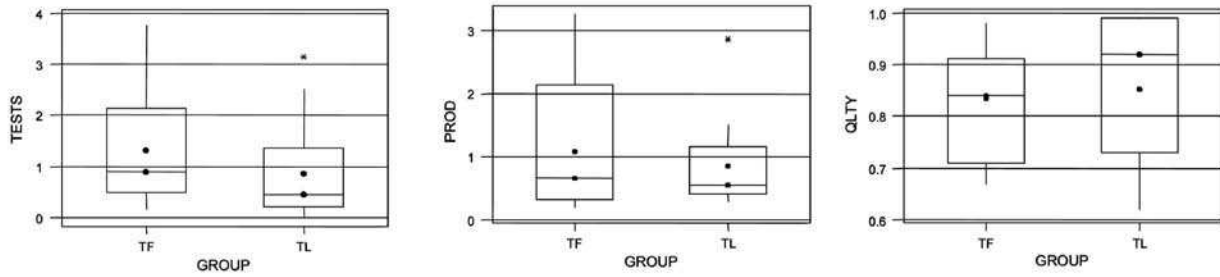 TESTS
4
3
2
1
0
TF
TL
GROUP
PROD
3
2
1
0
TF
TL
GROUP
QLTY
1.0
0.9
0.8
0.7
0.6
TF
TL
GROUP